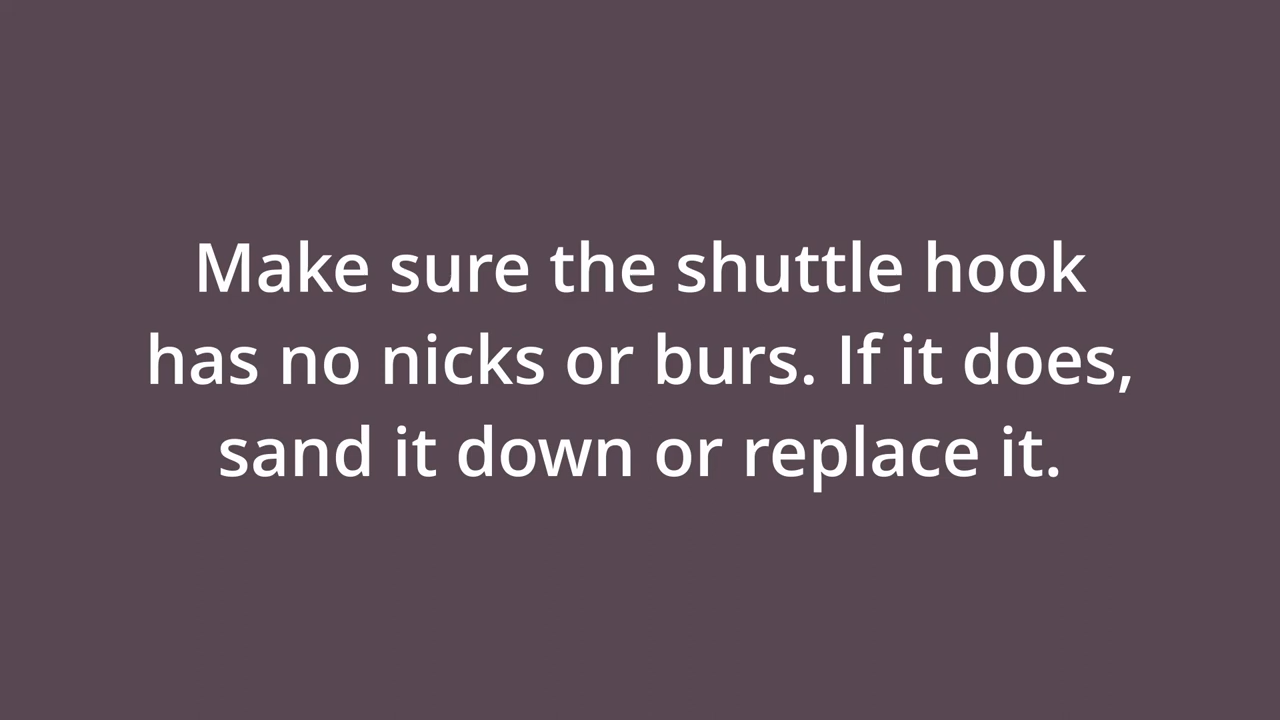 Make sure the shuttle hook
has no nicks or burs. If it does,
sand it down or replace it.